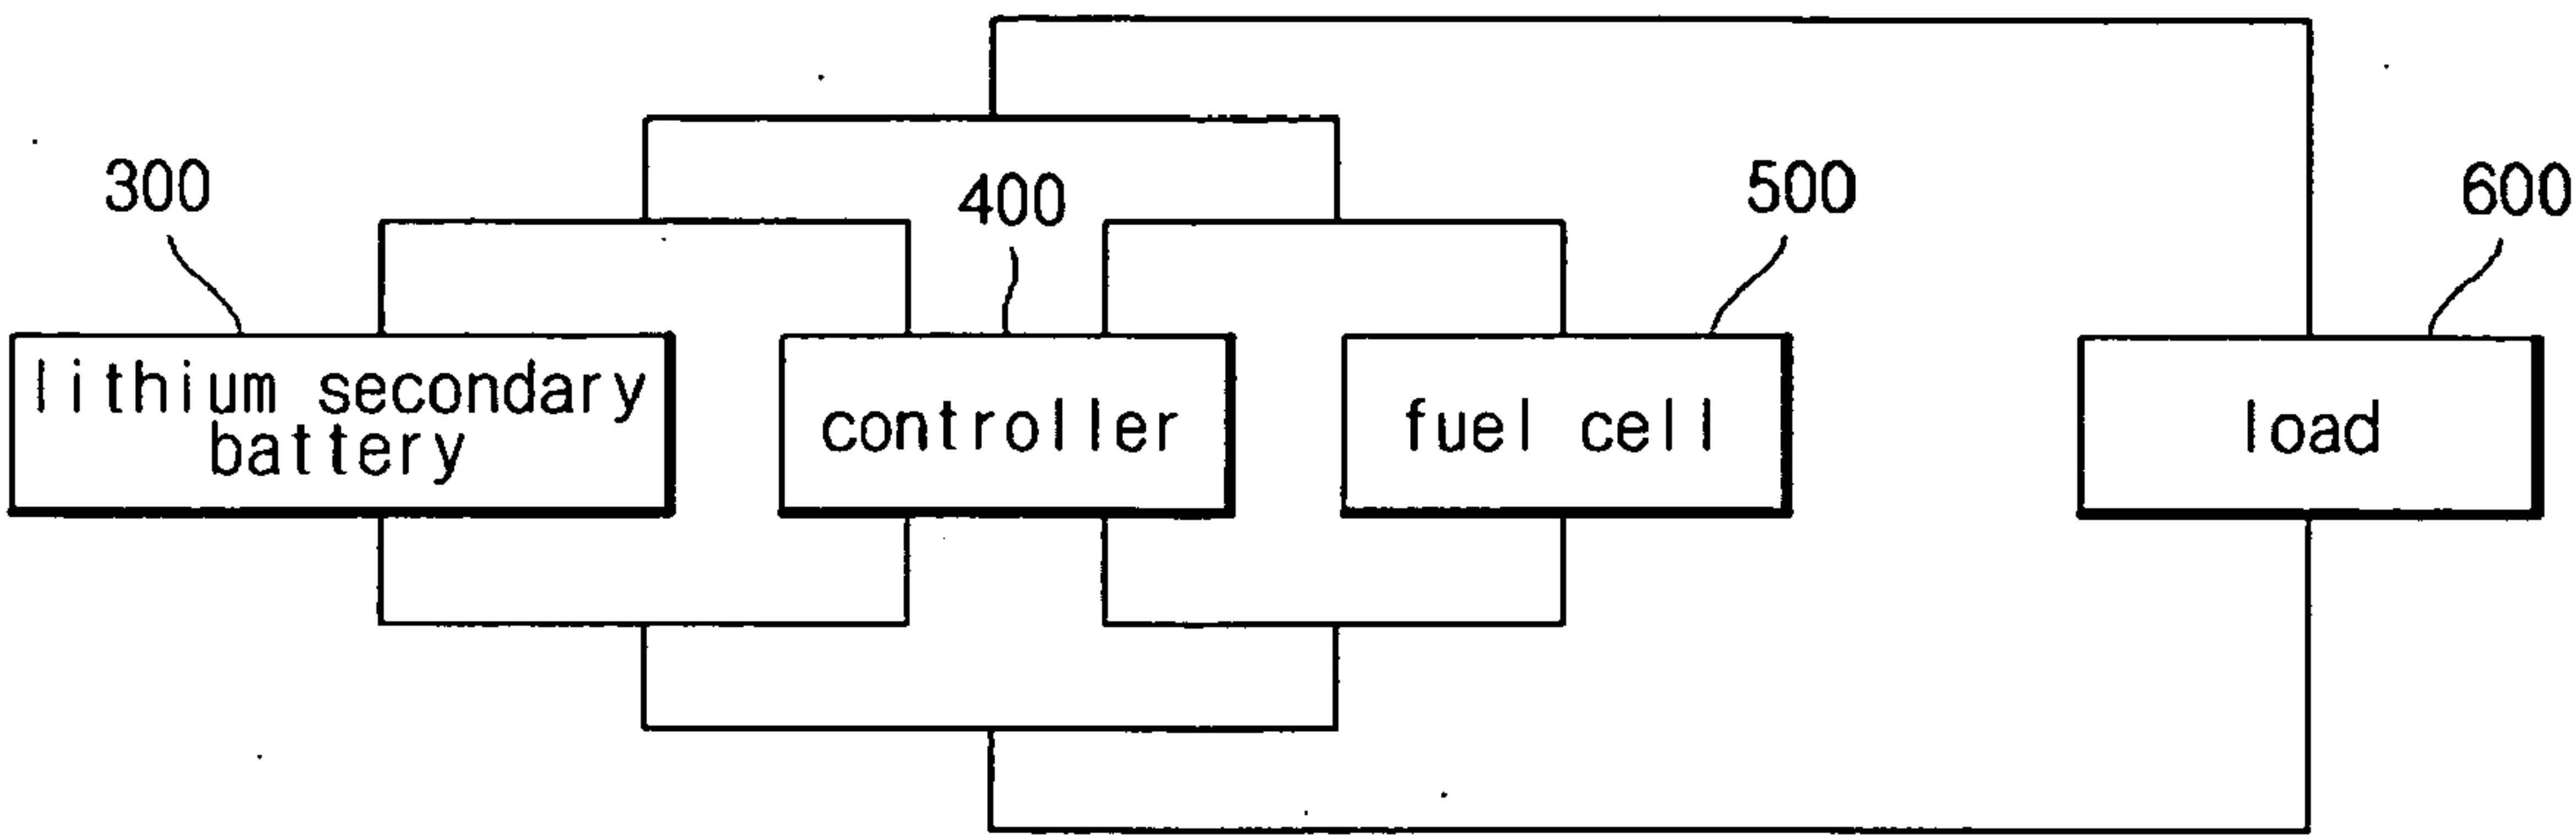 300
400
500
600
lithium secondary
battery
controller
fuel cell
load